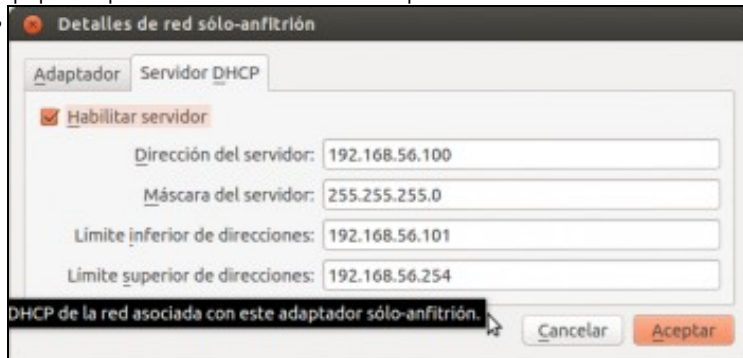 Detalles de red sólo-anfitrión
Adaptador Servidor DHCP
Habilitar servidor
Dirección del servidor: 192.168.56.100
Máscara del servidor: 255.255.255.0
Límite inferior de direcciones: 192.168.56.101
Límite superior de direcciones: 192.168.56.254
DHCP de la red asociada con este adaptador sólo-anfitrión.
Cancelar Aceptar